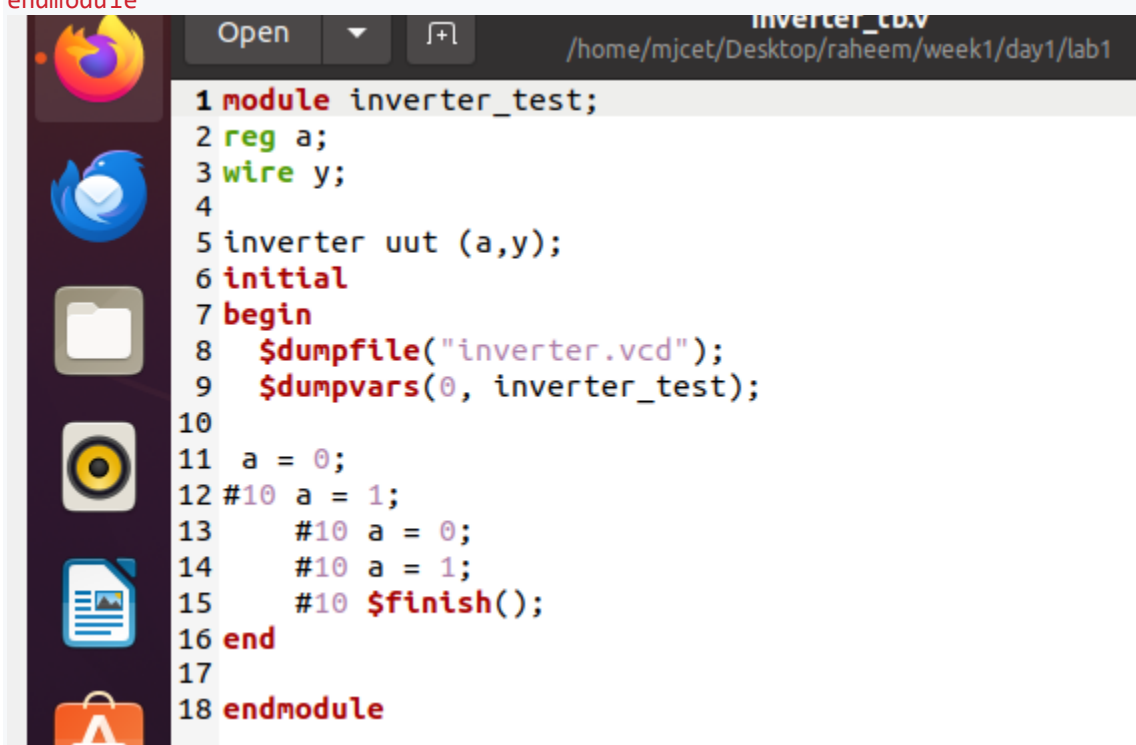 endmodule
Open
inverter_tb.v
/home/mjcet/Desktop/raheem/week1/day1/lab1
1 module inverter_test;
2 reg a;
3 wire y;
4
5 inverter uut (a,y);
6 initial
7 begin
8   $dumpfile("inverter.vcd");
9   $dumpvars(0, inverter_test);
10
11  a = 0;
12 #10 a = 1;
13     #10 a = 0;
14     #10 a = 1;
15     #10 $finish();
16 end
17
18 endmodule